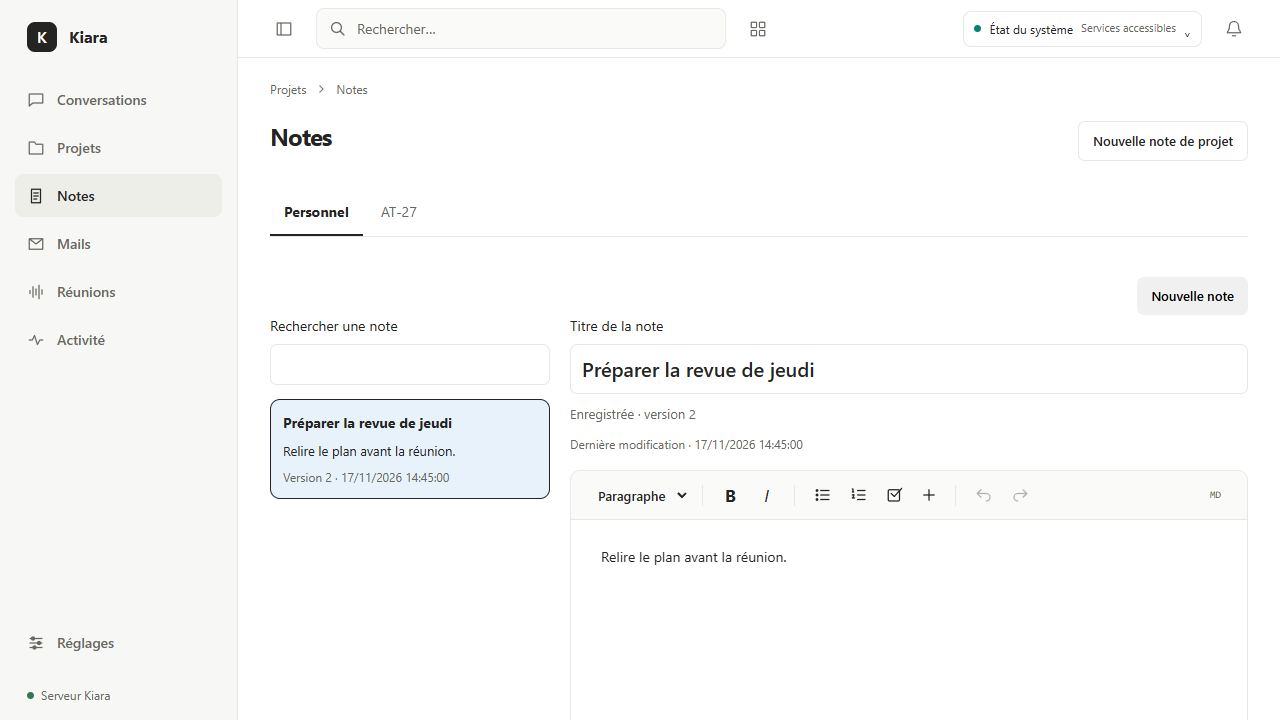 K Kiara
Conversations
Projets
Notes
Mails
Réunions
Activité
Réglages
Serveur Kiara
Rechercher...
État du système Services accessibles
Projets > Notes
Notes
Nouvelle note de projet
Personnel AT-27
Nouvelle note
Rechercher une note
Préparer la revue de jeudi
Relire le plan avant la réunion.
Version 2 · 17/11/2026 14:45:00
Titre de la note
Préparer la revue de jeudi
Enregistrée · version 2
Dernière modification · 17/11/2026 14:45:00
Paragraphe B I MD
Relire le plan avant la réunion.